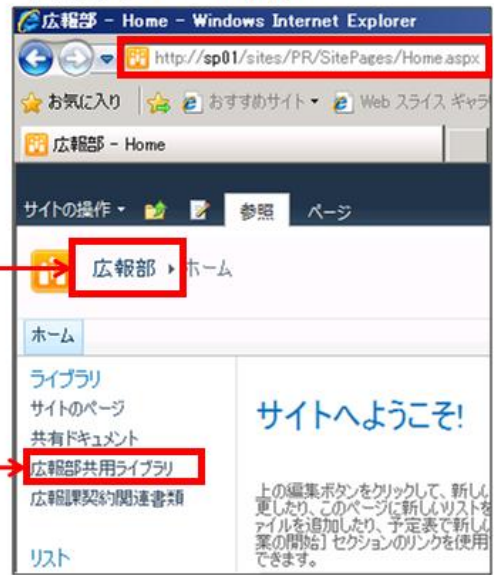 広報部 - Home - Windows Internet Explorer
http://sp01/sites/PR/SitePages/Home.aspx
お気に入り おすすめサイト Web スライス ギャラ
広報部 - Home
サイトの操作 参照 ページ
広報部 ホーム
ホーム
ライブラリ
サイトのページ
共有ドキュメント
広報部共用ライブラリ
広報課契約関連書類
リスト
サイトへようこそ!
上の編集ボタンをクリックして、新しい
更したり、このページに新しいリストを
ァイルを追加したり、予定表で新しい
業の開始] セクションのリンクを使用
できます。